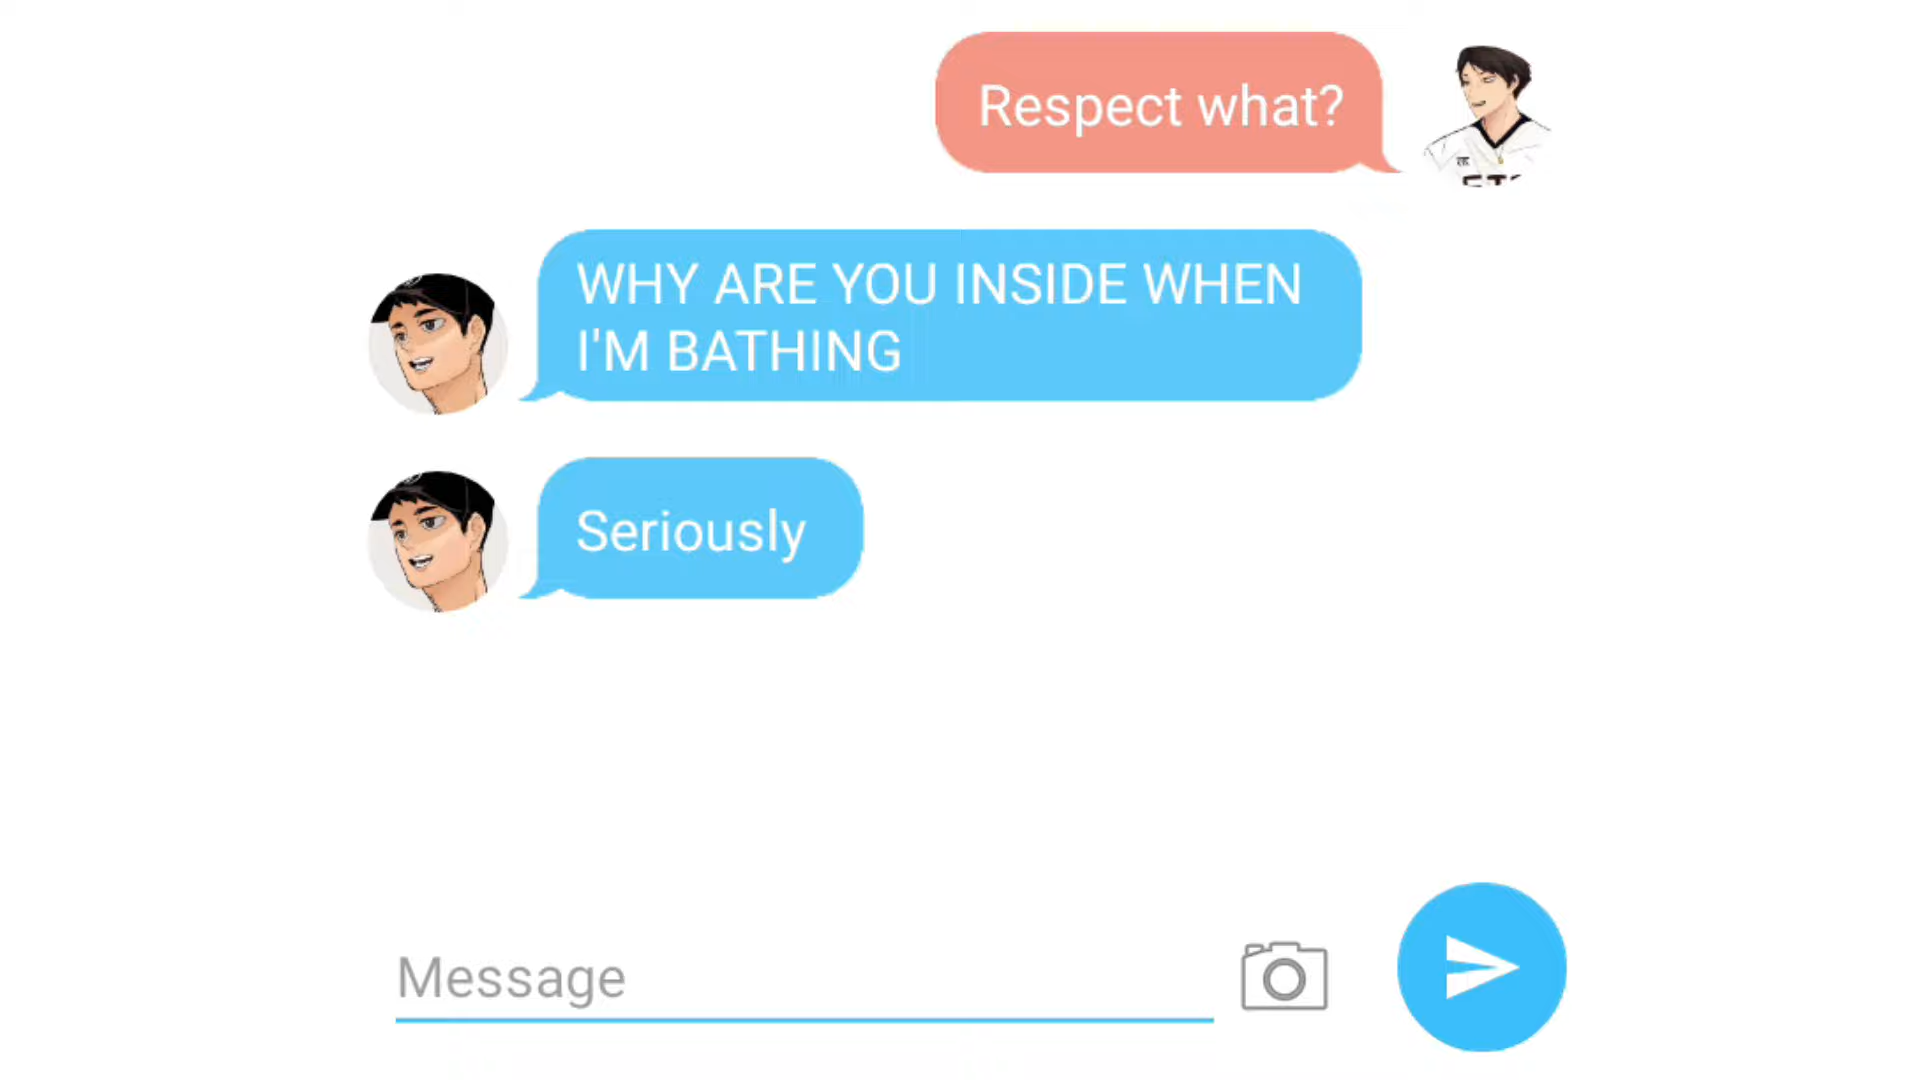 Respect what?
WHY ARE YOU INSIDE WHEN
I'M BATHING
Seriously
Message